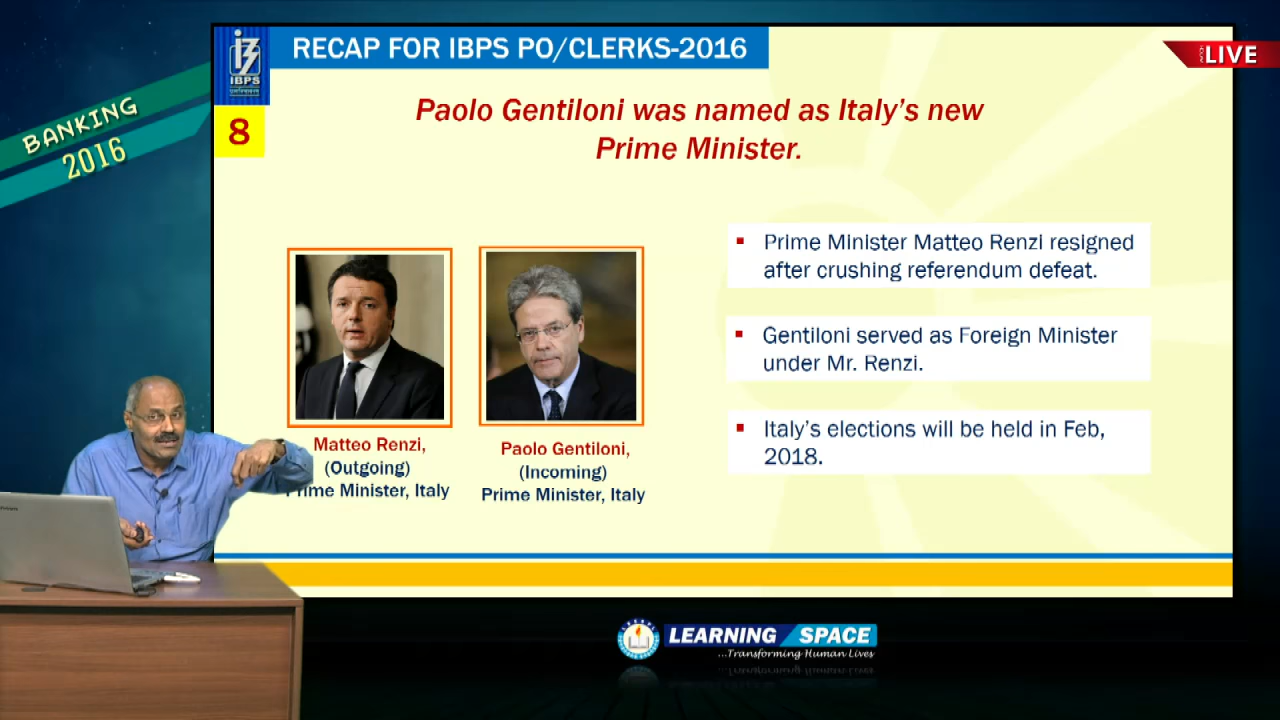 RECAP FOR IBPS PO/CLERKS-2016
LIVE
IBPS
BANKING
2016
8
Paolo Gentiloni was named as Italy's new
Prime Minister.
▪ Prime Minister Matteo Renzi resigned
after crushing referendum defeat.
▪ Gentiloni served as Foreign Minister
under Mr. Renzi.
▪ Italy's elections will be held in Feb,
2018.
Matteo Renzi,
(Outgoing)
Prime Minister, Italy
Paolo Gentiloni,
(Incoming)
Prime Minister, Italy
LEARNING SPACE
...Transforming Human Lives